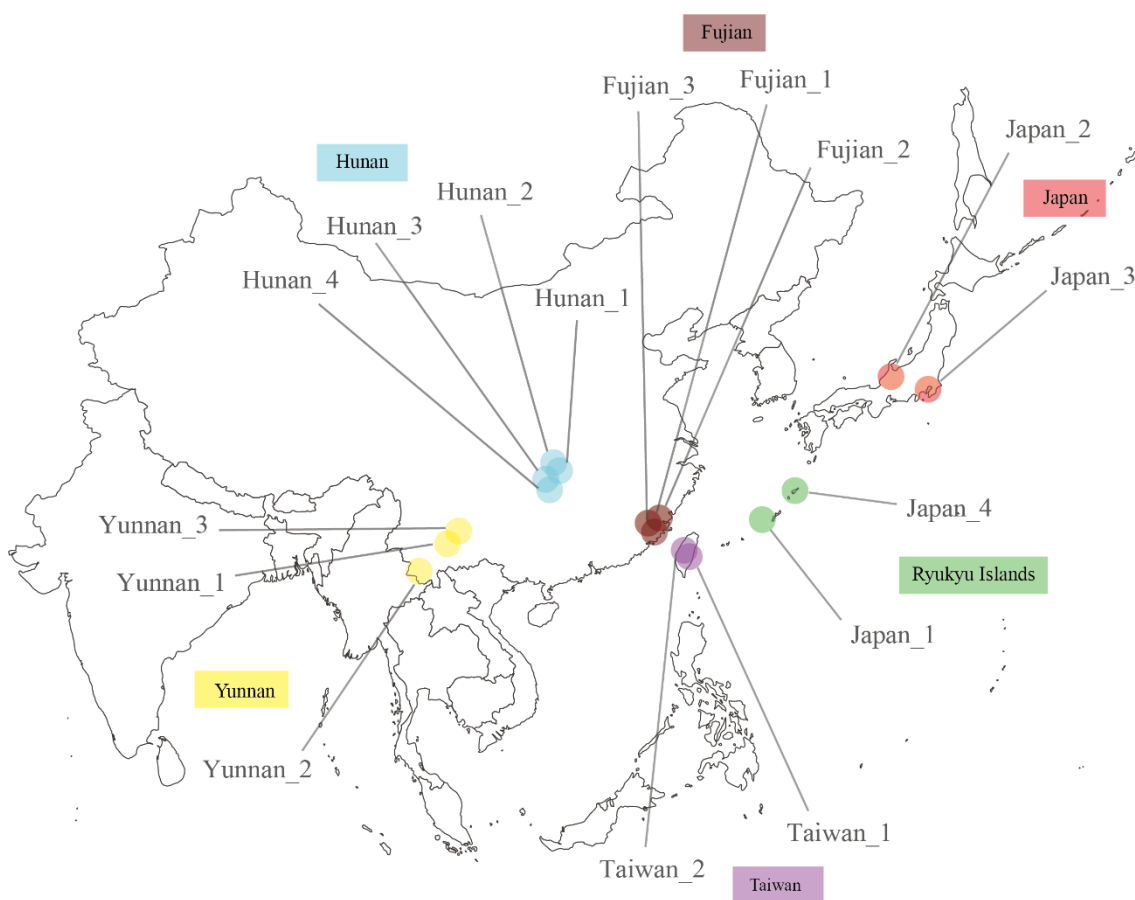 Fujian
Fujian_3
Fujian_1
Japan_2
Hunan
Fujian_2
Hunan_2
Japan
Hunan_3
Hunan_4
Japan_3
Hunan_1
Japan_4
Yunnan_3
Yunnan_1
Ryukyu Islands
Japan_1
Yunnan
Yunnan_2
Taiwan_1
Taiwan_2
Taiwan